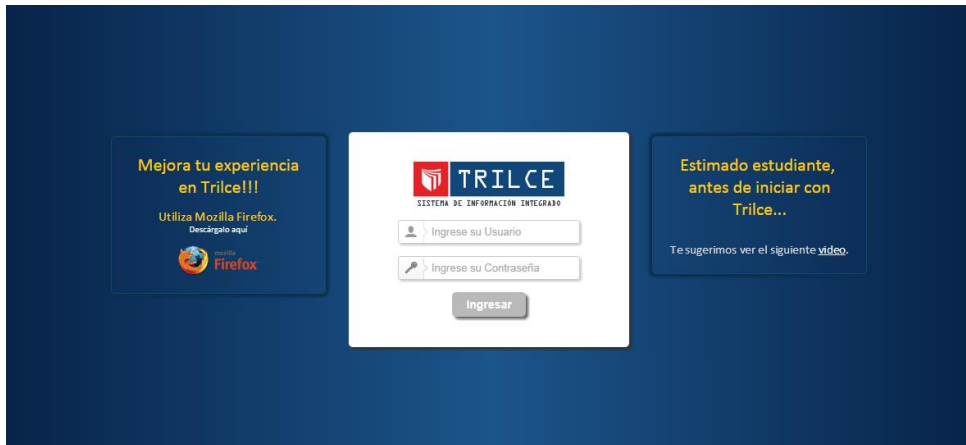 Mejora tu experiencia
en Trilce!!!
Utiliza Mozilla Firefox.
Descárgalo aquí
mozilla
Firefox
TRILCE
SISTEMA DE INFORMACIÓN INTEGRADO
Ingrese su Usuario
Ingrese su Contraseña
Ingresar
Estimado estudiante,
antes de iniciar con
Trilce...
Te sugerimos ver el siguiente video.